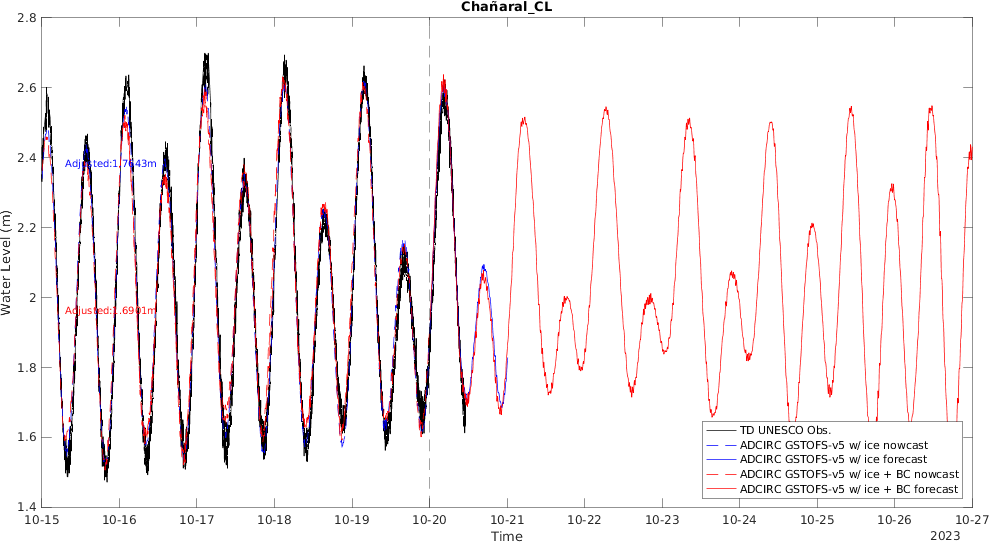 Chañaral_CL
2.8
2.6
2.4
2.2
2
1.8
1.6
1.4
Water Level (m)
Adjusted:1.7643m
Adjusted:1.6901m
TD UNESCO Obs.
ADCIRC GSTOFS-v5 w/ ice nowcast
ADCIRC GSTOFS-v5 w/ ice forecast
ADCIRC GSTOFS-v5 w/ ice + BC nowcast
ADCIRC GSTOFS-v5 w/ ice + BC forecast
10-15 10-16 10-17 10-18 10-19 10-20 10-21 10-22 10-23 10-24 10-25 10-26 10-27
Time
2023